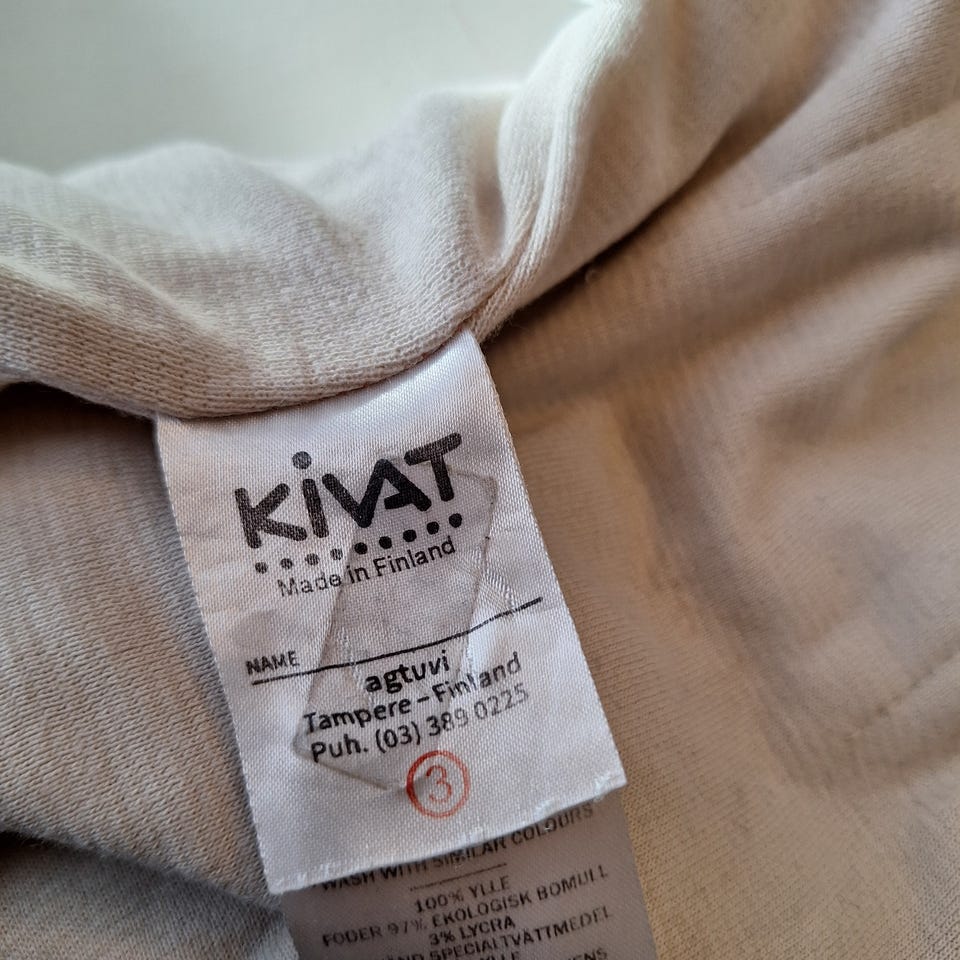 KiVAT
Made in Finland
NAME
agtuvi
Tampere – Finland
Puh. (03) 389 0225
3
WASH WITH SIMILAR COLOURS
100% YLLE
FODER 97% EKOLOGISK BOMULL
3% LYCRA
SPECIALTVÄTTMEDEL